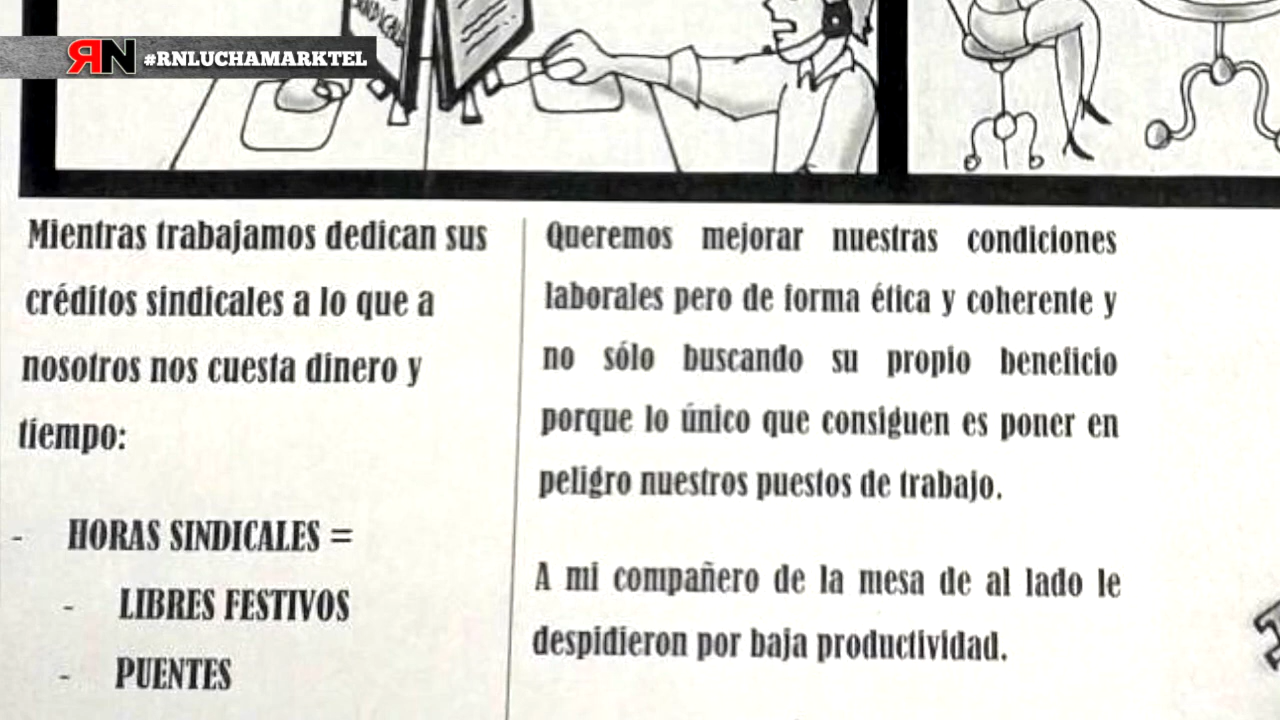 RN #RNLUCHAMARKTEL
SINDICAL
Mientras trabajamos dedican sus
créditos sindicales a lo que a
nosotros nos cuesta dinero y
tiempo:
- HORAS SINDICALES =
- LIBRES FESTIVOS
- PUENTES
Queremos mejorar nuestras condiciones
laborales pero de forma ética y coherente y
no sólo buscando su propio beneficio
porque lo único que consiguen es poner en
peligro nuestros puestos de trabajo.
A mi compañero de la mesa de al lado le
despidieron por baja productividad.